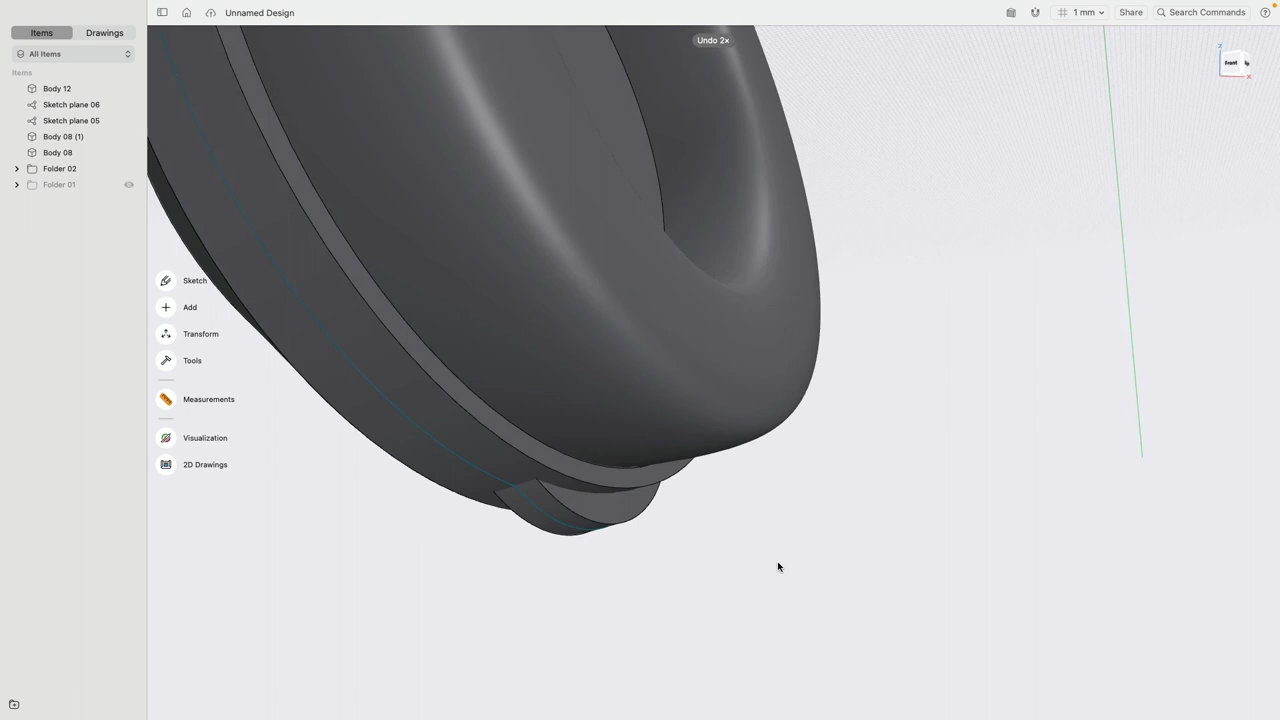 Unnamed Design
1 mm
Share
Search Commands
Items
Drawings
All Items
Items
Body 12
Sketch plane 06
Sketch plane 05
Body 08 (1)
Body 08
Folder 02
Folder 01
Undo 2×
Z
Front
X
Sketch
Add
Transform
Tools
Measurements
Visualization
2D Drawings